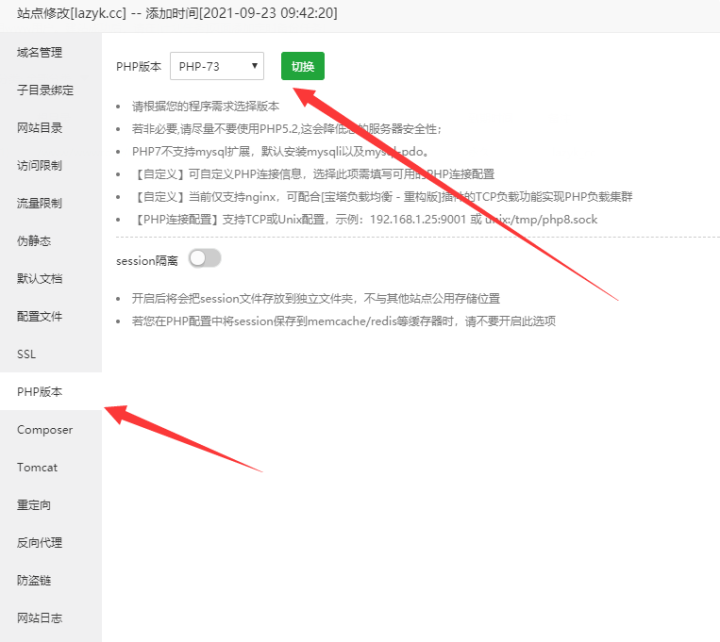 站点修改[lazyk.cc] -- 添加时间[2021-09-23 09:42:20]
域名管理
子目录绑定
网站目录
访问限制
流量限制
伪静态
默认文档
配置文件
SSL
PHP版本
Composer
Tomcat
重定向
反向代理
防盗链
网站日志
PHP版本 PHP-73 切换
请根据您的程序需求选择版本
若非必要,请尽量不要使用PHP5.2,这会降低您的服务器安全性;
PHP7不支持mysql扩展，默认安装mysqli以及mysql-pdo。
【自定义】可自定义PHP连接信息，选择此项需填写可用的PHP连接配置
【自定义】当前仅支持nginx，可配合[宝塔负载均衡 - 重构版]插件的TCP负载功能实现PHP负载集群
【PHP连接配置】支持TCP或Unix配置，示例：192.168.1.25:9001 或 unix:/tmp/php8.sock
session隔离
开启后将会把session文件存放到独立文件夹，不与其他站点公用存储位置
若您在PHP配置中将session保存到memcache/redis等缓存器时，请不要开启此选项